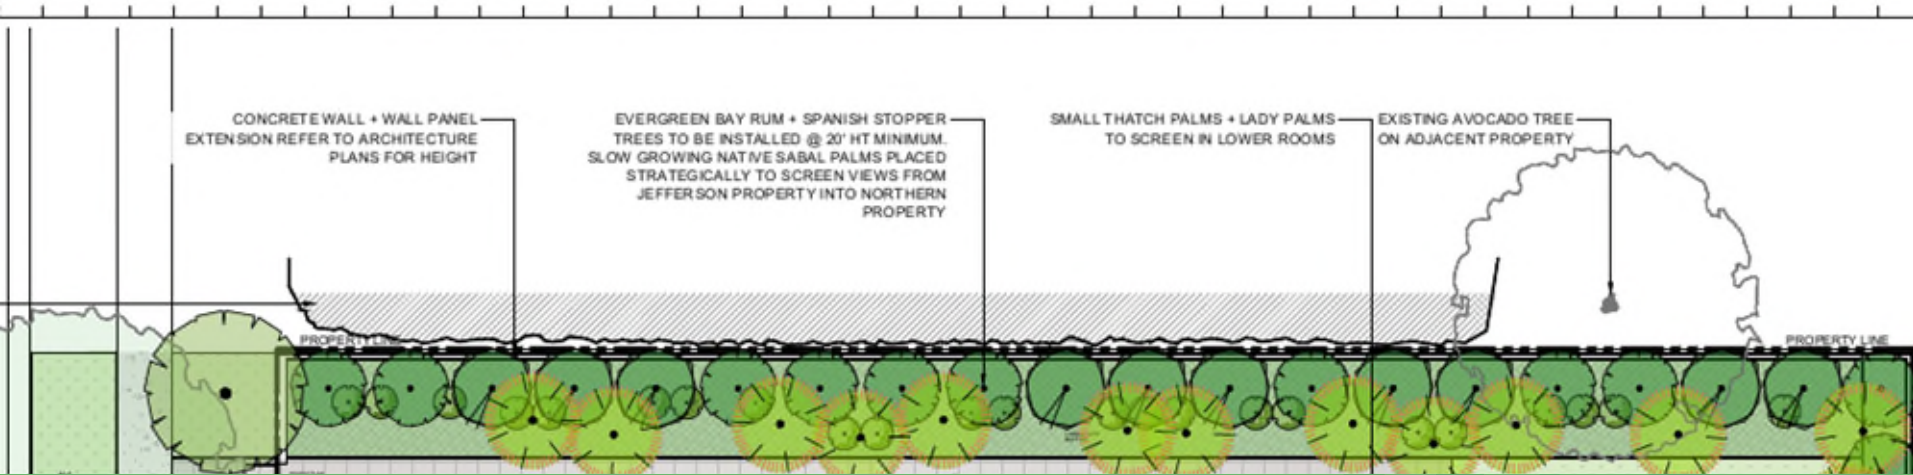 CONCRETE WALL + WALL PANEL
EXTENSION REFER TO ARCHITECTURE
PLANS FOR HEIGHT
EVERGREEN BAY RUM + SPANISH STOPPER
TREES TO BE INSTALLED @ 20' HT MINIMUM.
SLOW GROWING NATIVE SABAL PALMS PLACED
STRATEGICALLY TO SCREEN VIEWS FROM
JEFFERSON PROPERTY INTO NORTHERN
PROPERTY
SMALL THATCH PALMS + LADY PALMS
TO SCREEN IN LOWER ROOMS
EXISTING AVOCADO TREE
ON ADJACENT PROPERTY
PROPERTY LINE
PROPERTY LINE